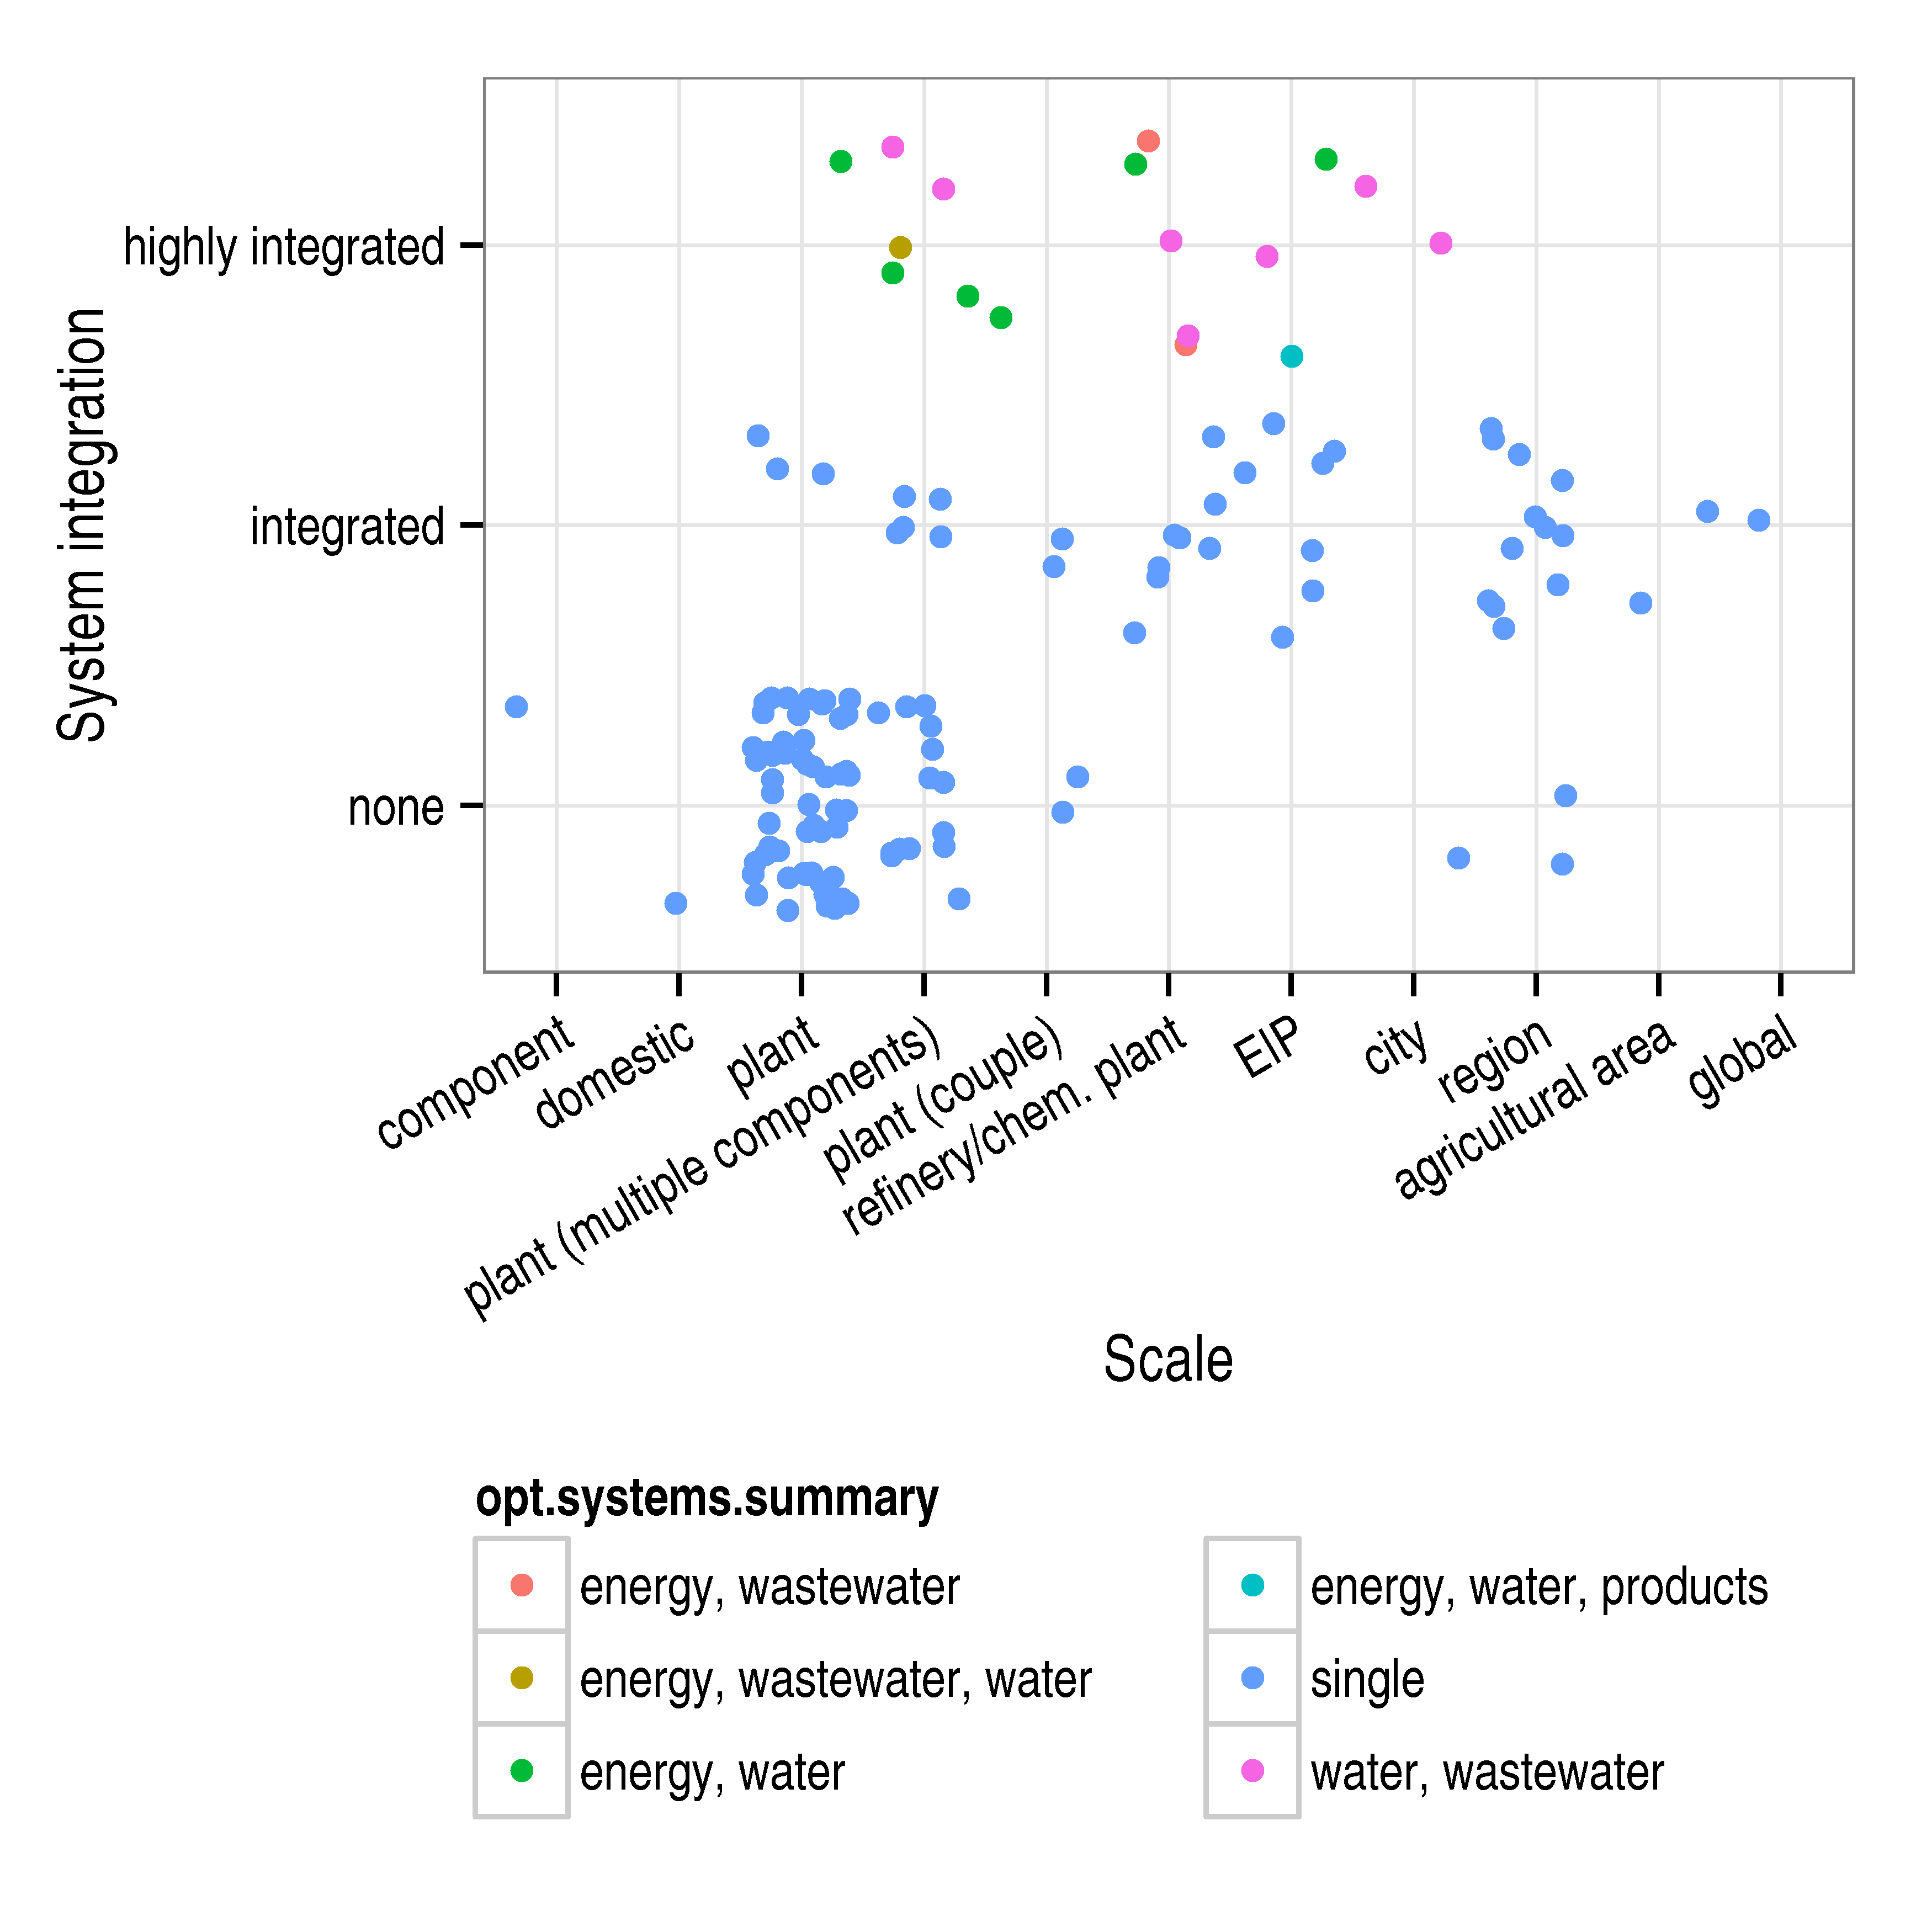 highly integrated
integrated
none
System integration
component
domestic
plant
plant (multiple components)
plant (couple)
refinery/chem. plant
EIP
city
region
agricultural area
global
Scale
opt.systems.summary
energy, wastewater
energy, wastewater, water
energy, water
energy, water, products
single
water, wastewater